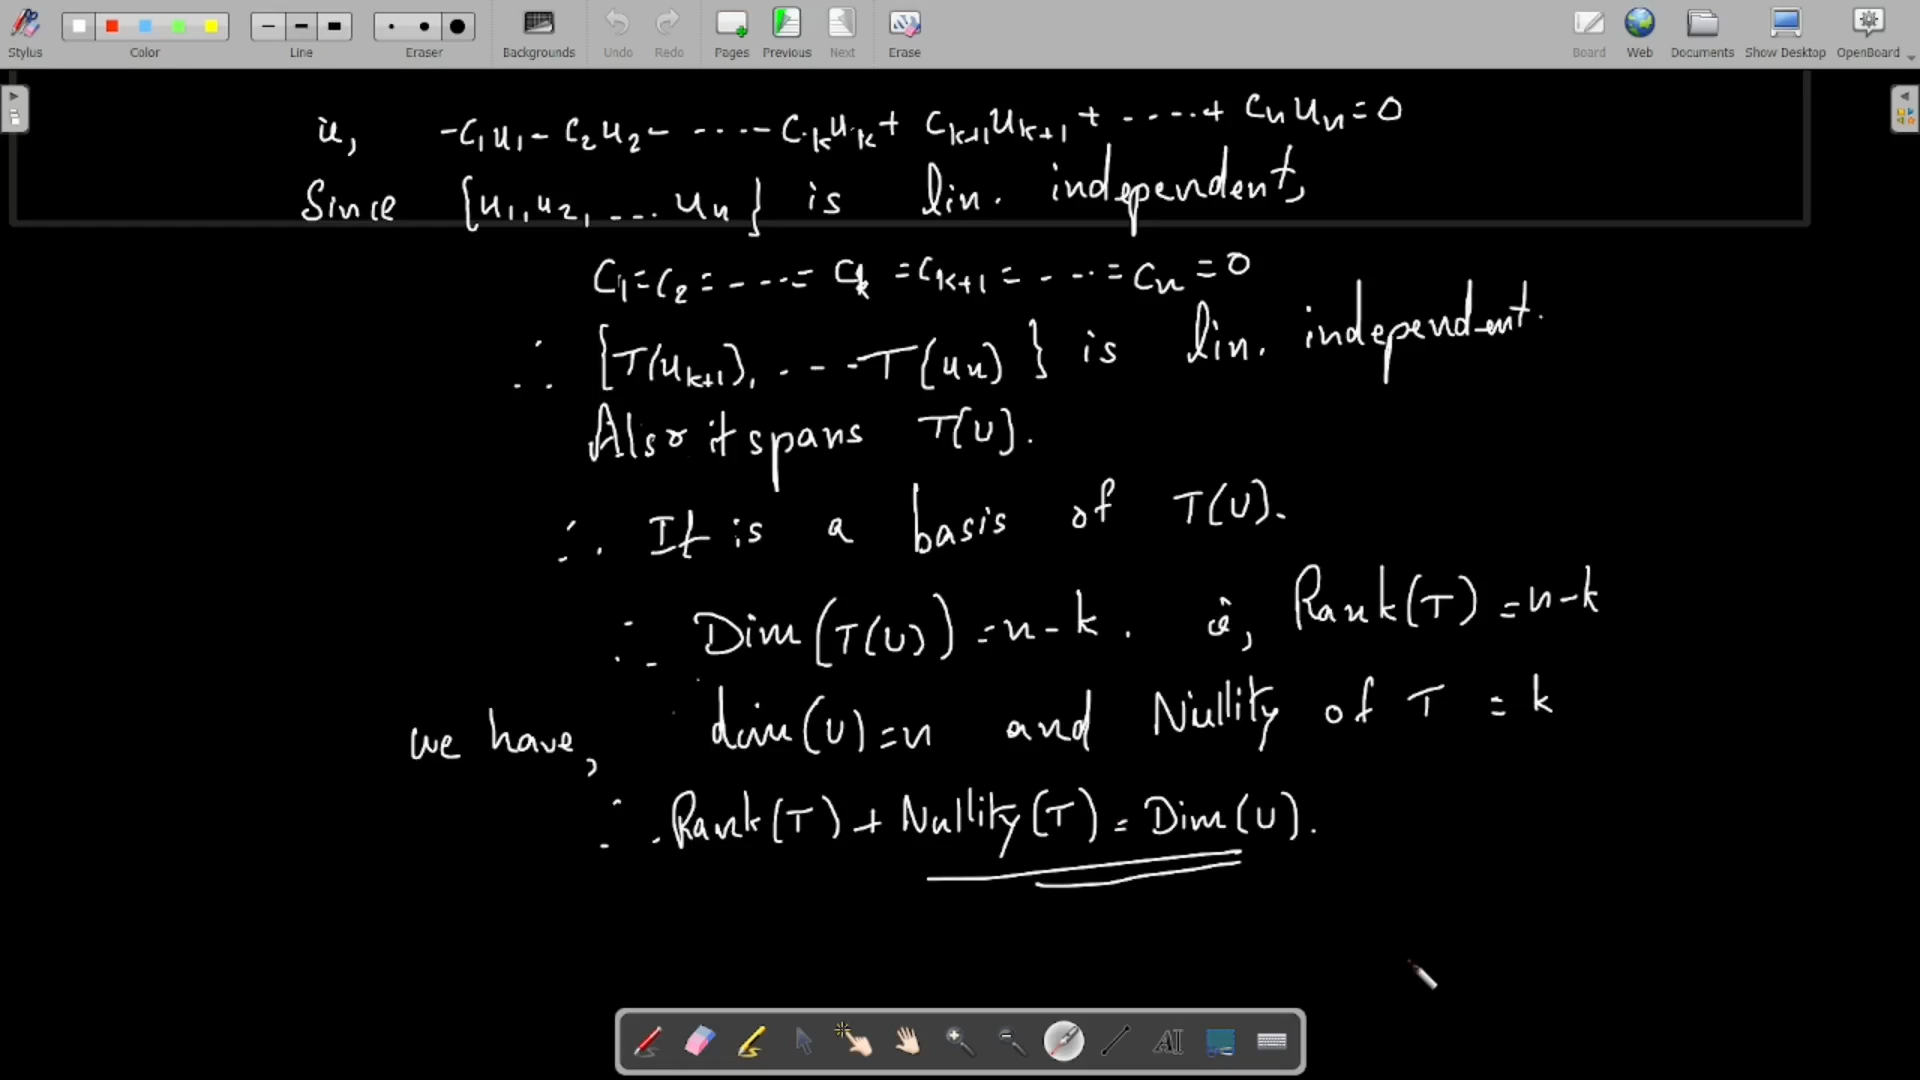 Stylus Color Line Eraser Backgrounds Undo Redo Pages Previous Next Erase Board Web Documents Show Desktop OpenBoard
ie, -C₁u₁ - C₂u₂ - ..... - Cₖuₖ + Cₖ₊₁uₖ₊₁ + ..... + Cₙuₙ = 0
Since {u₁, u₂, .... uₙ} is lin. independent,
C₁ = C₂ = ..... = Cₖ = Cₖ₊₁ = .... = Cₙ = 0
∴ {T(uₖ₊₁), .... T(uₙ)} is lin. independent.
Also it spans T(U).
∴ It is a basis of T(U).
∴ Dim(T(U)) = n-k. ie, Rank(T) = n-k
we have, dim(U) = n and Nullity of T = k
∴ Rank(T) + Nullity(T) = Dim(U).
AI